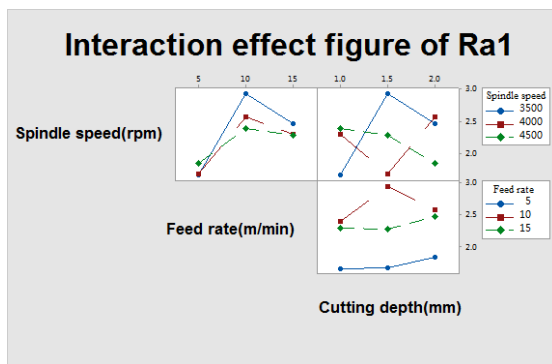 Interaction effect figure of Ra1
5 10 15 1.0 1.5 2.0
3.0
2.5
2.0
Spindle speed
3500
4000
4500
Spindle speed(rpm)
3.0
2.5
2.0
Feed rate
5
10
15
Feed rate(m/min)
Cutting depth(mm)